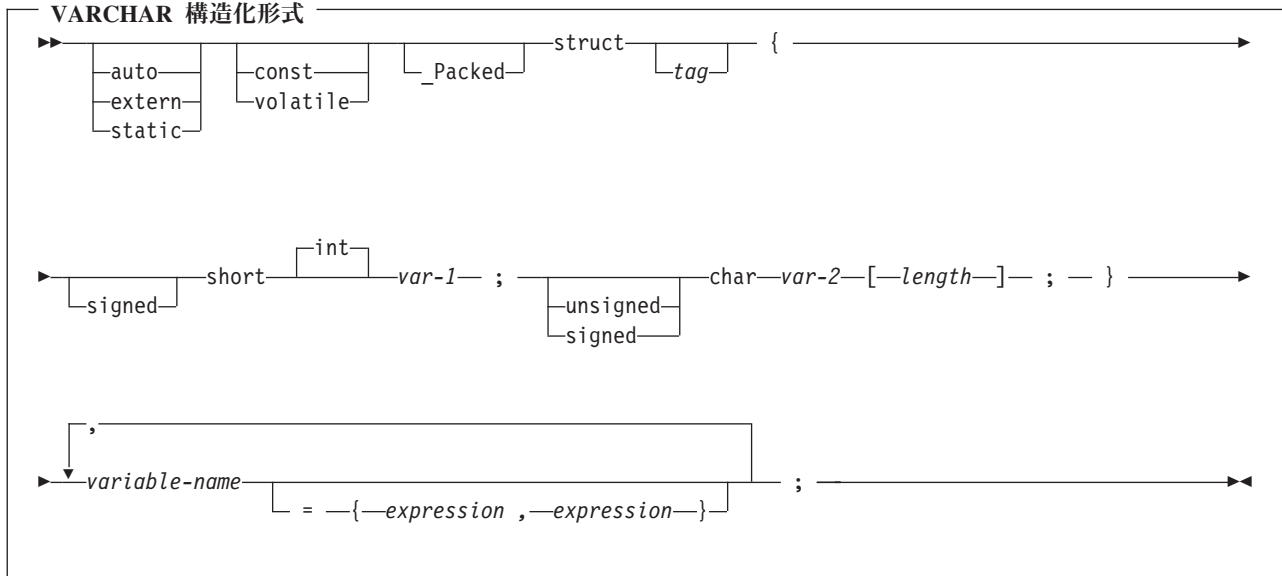 VARCHAR 構造化形式
struct tag {
auto const _Packed
extern volatile
static
int
signed short var-1 ; unsigned char var-2 [ length ] ; }
signed
,
variable-name
= { expression , expression } ;